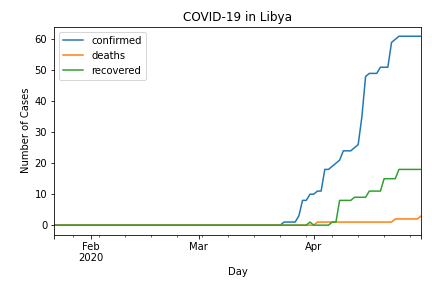 COVID-19 in Libya
confirmed
deaths
recovered
Number of Cases
60
50
40
30
20
10
0
Feb
2020
Mar
Apr
Day